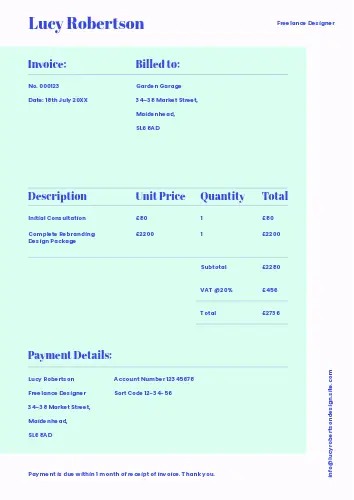 Lucy Robertson
Freelance Designer
Invoice:
Billed to:
No. 000123
Garden Garage
Date: 18th July 20XX
34-38 Market Street,
Maidenhead,
SL6 8AD
Description Unit Price Quantity Total
Initial Consultation £80 1 £80
Complete Rebranding £2200 1 £2200
Design Package
Subtotal £2280
VAT @20% £456
Total £2736
Payment Details:
Lucy Robertson Account Number 12345678
Freelance Designer Sort Code 12-34-56
34-38 Market Street,
Maidenhead,
SL6 8AD
Payment is due within 1 month of receipt of invoice. Thank you.
info@lucyrobertsondesign.site.com